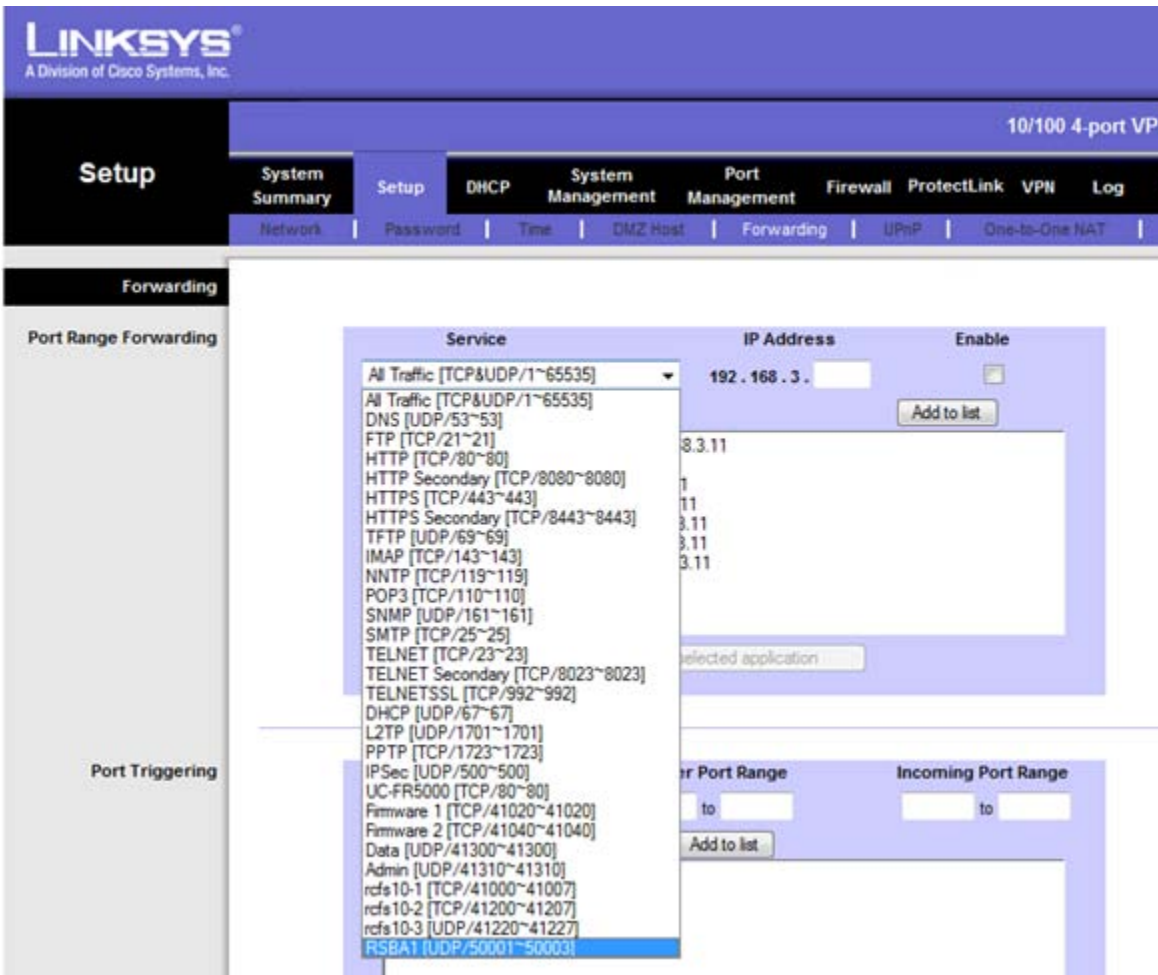 LINKSYS®
A Division of Cisco Systems, Inc.
10/100 4-port VP
Setup
System Summary
Setup
DHCP
System Management
Port Management
Firewall
ProtectLink
VPN
Log
Network | Password | Time | DMZ Host | Forwarding | UPnP | One-to-One NAT |
Forwarding
Port Range Forwarding
Service
IP Address
Enable
All Traffic [TCP&UDP/1~65535]
192 . 168 . 3 .
Add to list
All Traffic [TCP&UDP/1~65535]
DNS [UDP/53~53]
FTP [TCP/21~21]
HTTP [TCP/80~80]
HTTP Secondary [TCP/8080~8080]
HTTPS [TCP/443~443]
HTTPS Secondary [TCP/8443~8443]
TFTP [UDP/69~69]
IMAP [TCP/143~143]
NNTP [TCP/119~119]
POP3 [TCP/110~110]
SNMP [UDP/161~161]
SMTP [TCP/25~25]
TELNET [TCP/23~23]
TELNET Secondary [TCP/8023~8023]
TELNETSSL [TCP/992~992]
DHCP [UDP/67~67]
L2TP [UDP/1701~1701]
PPTP [TCP/1723~1723]
IPSec [UDP/500~500]
UC-FR5000 [TCP/80~80]
Firmware 1 [TCP/41020~41020]
Firmware 2 [TCP/41040~41040]
Data [UDP/41300~41300]
Admin [UDP/41310~41310]
rcfs10-1 [TCP/41000~41007]
rcfs10-2 [TCP/41200~41207]
rcfs10-3 [UDP/41220~41227]
RSBA1 [UDP/50001~50003]
8.3.11
1
11
3.11
3.11
3.11
selected application
Port Triggering
er Port Range
Incoming Port Range
to
to
Add to list